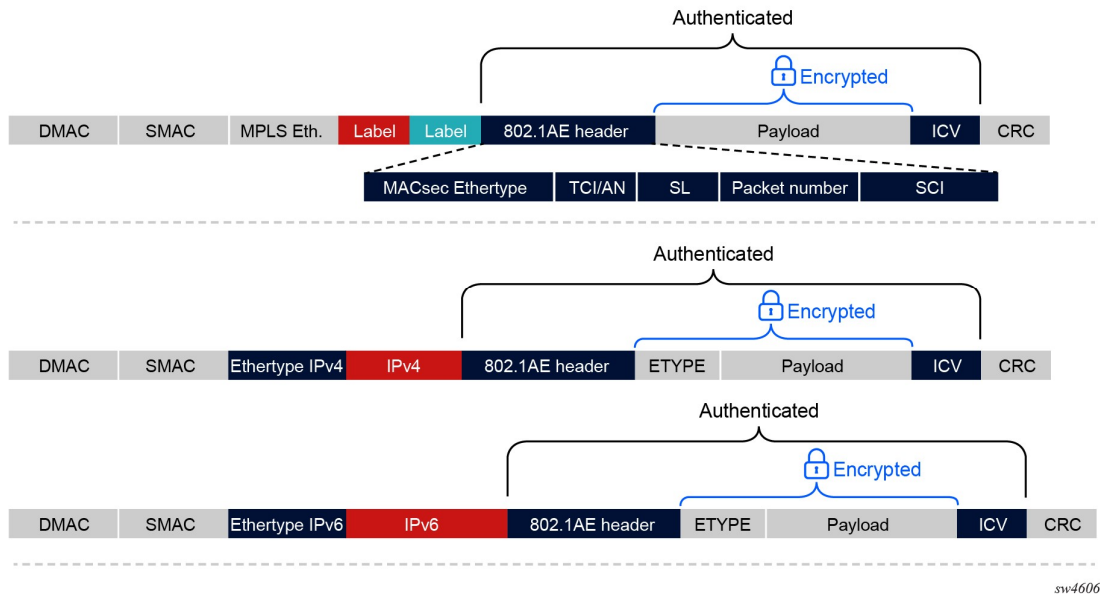 Authenticated
Encrypted
DMAC SMAC MPLS Eth. Label Label 802.1AE header Payload ICV CRC
MACsec Ethertype TCI/AN SL Packet number SCI
Authenticated
Encrypted
DMAC SMAC Ethertype IPv4 IPv4 802.1AE header ETYPE Payload ICV CRC
Authenticated
Encrypted
DMAC SMAC Ethertype IPv6 IPv6 802.1AE header ETYPE Payload ICV CRC
sw4606